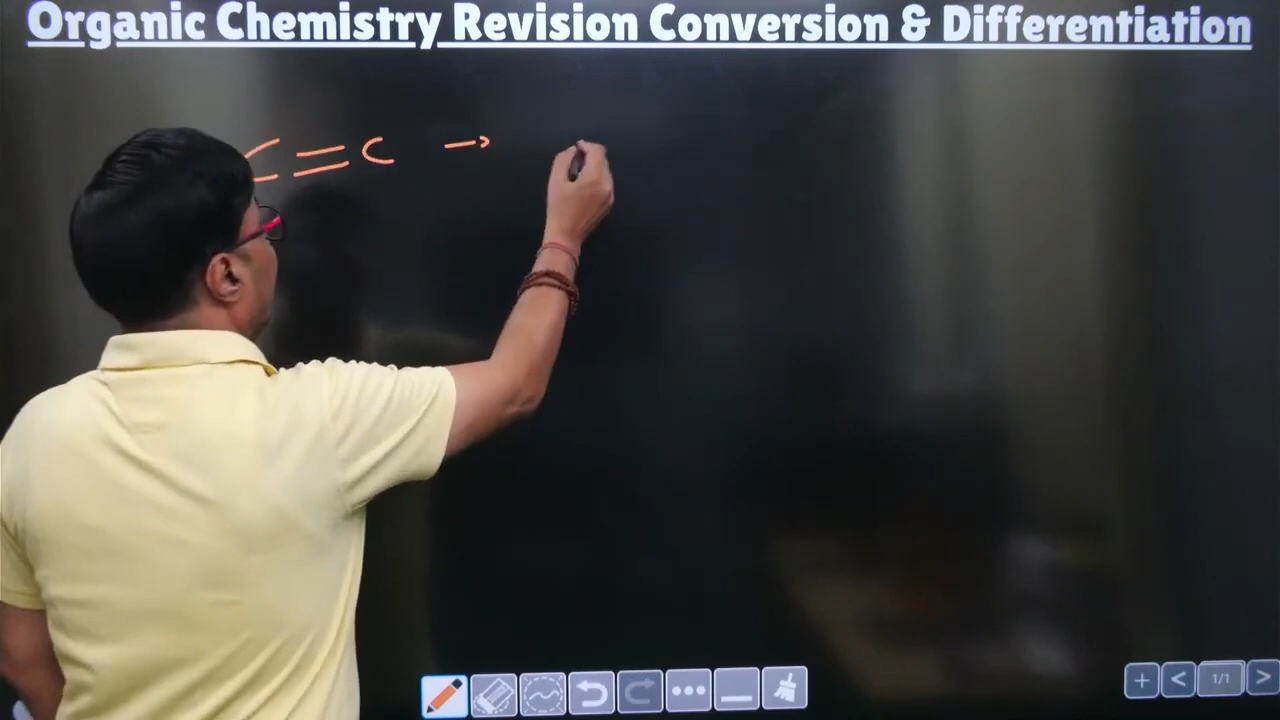 Organic Chemistry Revision Conversion & Differentiation
C=C →
1/1